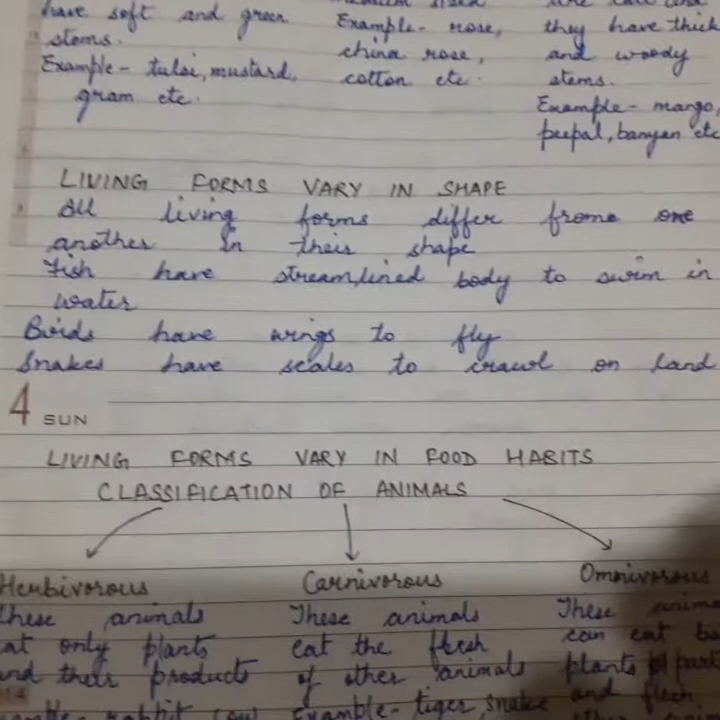 have soft and green
stems.
Example- tulsi, mustard,
gram etc.
Example- rose,
china rose,
cotton etc.
they have thick
and woody
stems.
Example- mango,
peepal, banyan etc
LIVING FORMS VARY IN SHAPE
All living forms differ frome one
another in their shape
Fish have streamlined body to swim in
water
Birds have wings to fly
Snakes have scales to crawl on land
4 SUN
LIVING FORMS VARY IN FOOD HABITS
CLASSIFICATION OF ANIMALS
Herbivorous
These animals
eat only plants
and their products
Carnivorous
These animals
eat the flesh
of other animals
Example- tiger snake
Omnivorous
These
can eat
plants
and flesh